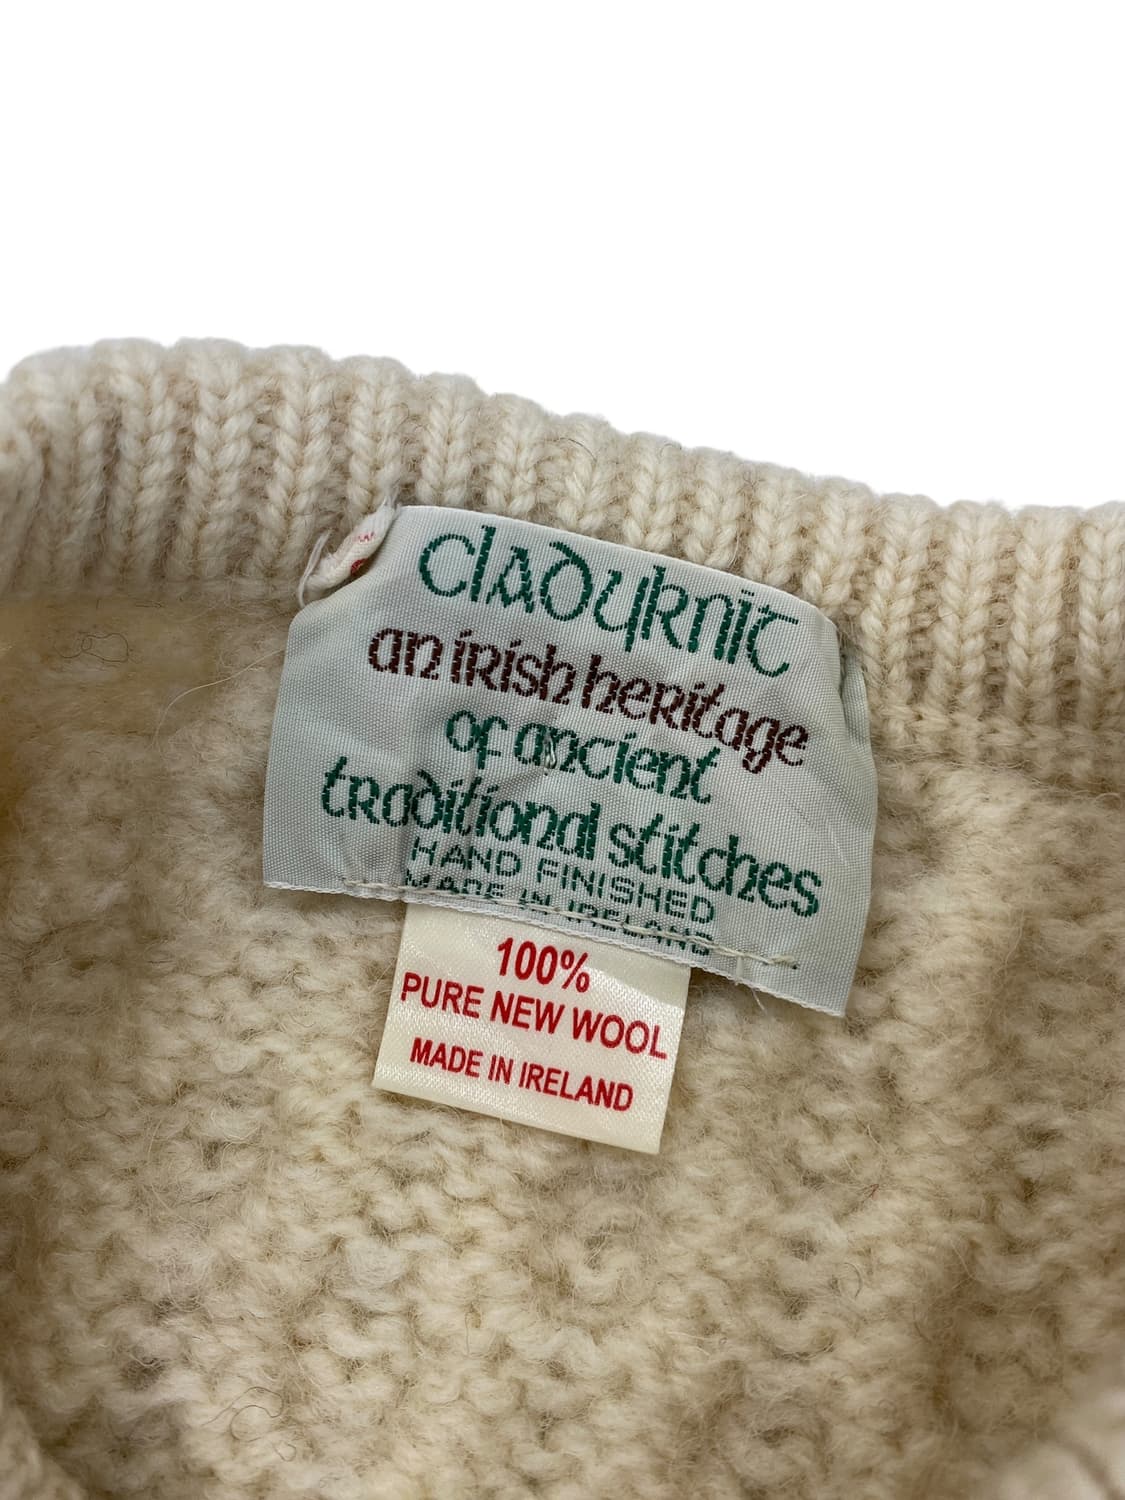 cladyknit
an irish heritage
of ancient
traditional stitches
HAND FINISHED
MADE IN IRELAND
100%
PURE NEW WOOL
MADE IN IRELAND